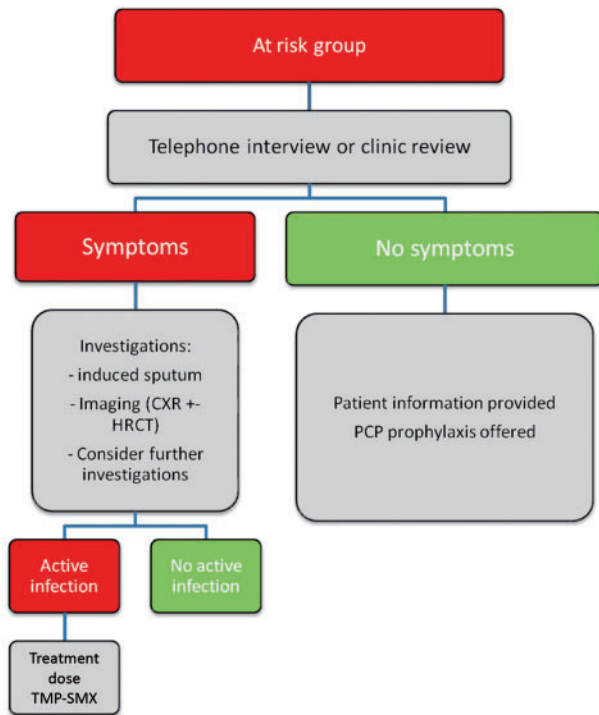 At risk group
Telephone interview or clinic review
Symptoms
No symptoms
Investigations:
- induced sputum
- Imaging (CXR +-
HRCT)
- Consider further
investigations
Patient information provided
PCP prophylaxis offered
Active
infection
No active
infection
Treatment
dose
TMP-SMX